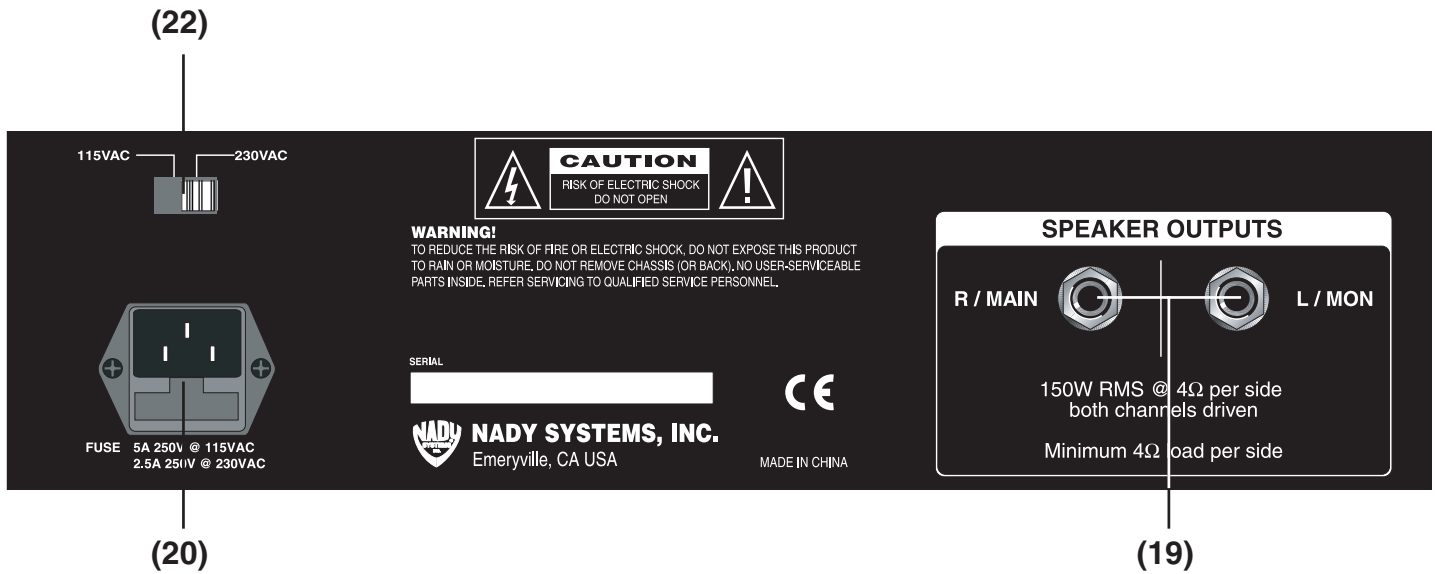 (22)
115VAC 230VAC
CAUTION
RISK OF ELECTRIC SHOCK
DO NOT OPEN
WARNING!
TO REDUCE THE RISK OF FIRE OR ELECTRIC SHOCK, DO NOT EXPOSE THIS PRODUCT
TO RAIN OR MOISTURE. DO NOT REMOVE CHASSIS (OR BACK). NO USER-SERVICEABLE
PARTS INSIDE. REFER SERVICING TO QUALIFIED SERVICE PERSONNEL.
SPEAKER OUTPUTS
R / MAIN L / MON
150W RMS @ 4Ω per side
both channels driven
Minimum 4Ω load per side
SERIAL
CE
NADY
SYSTEMS
NADY SYSTEMS, INC.
Emeryville, CA USA
MADE IN CHINA
FUSE 5A 250V @ 115VAC
2.5A 250V @ 230VAC
(20)
(19)